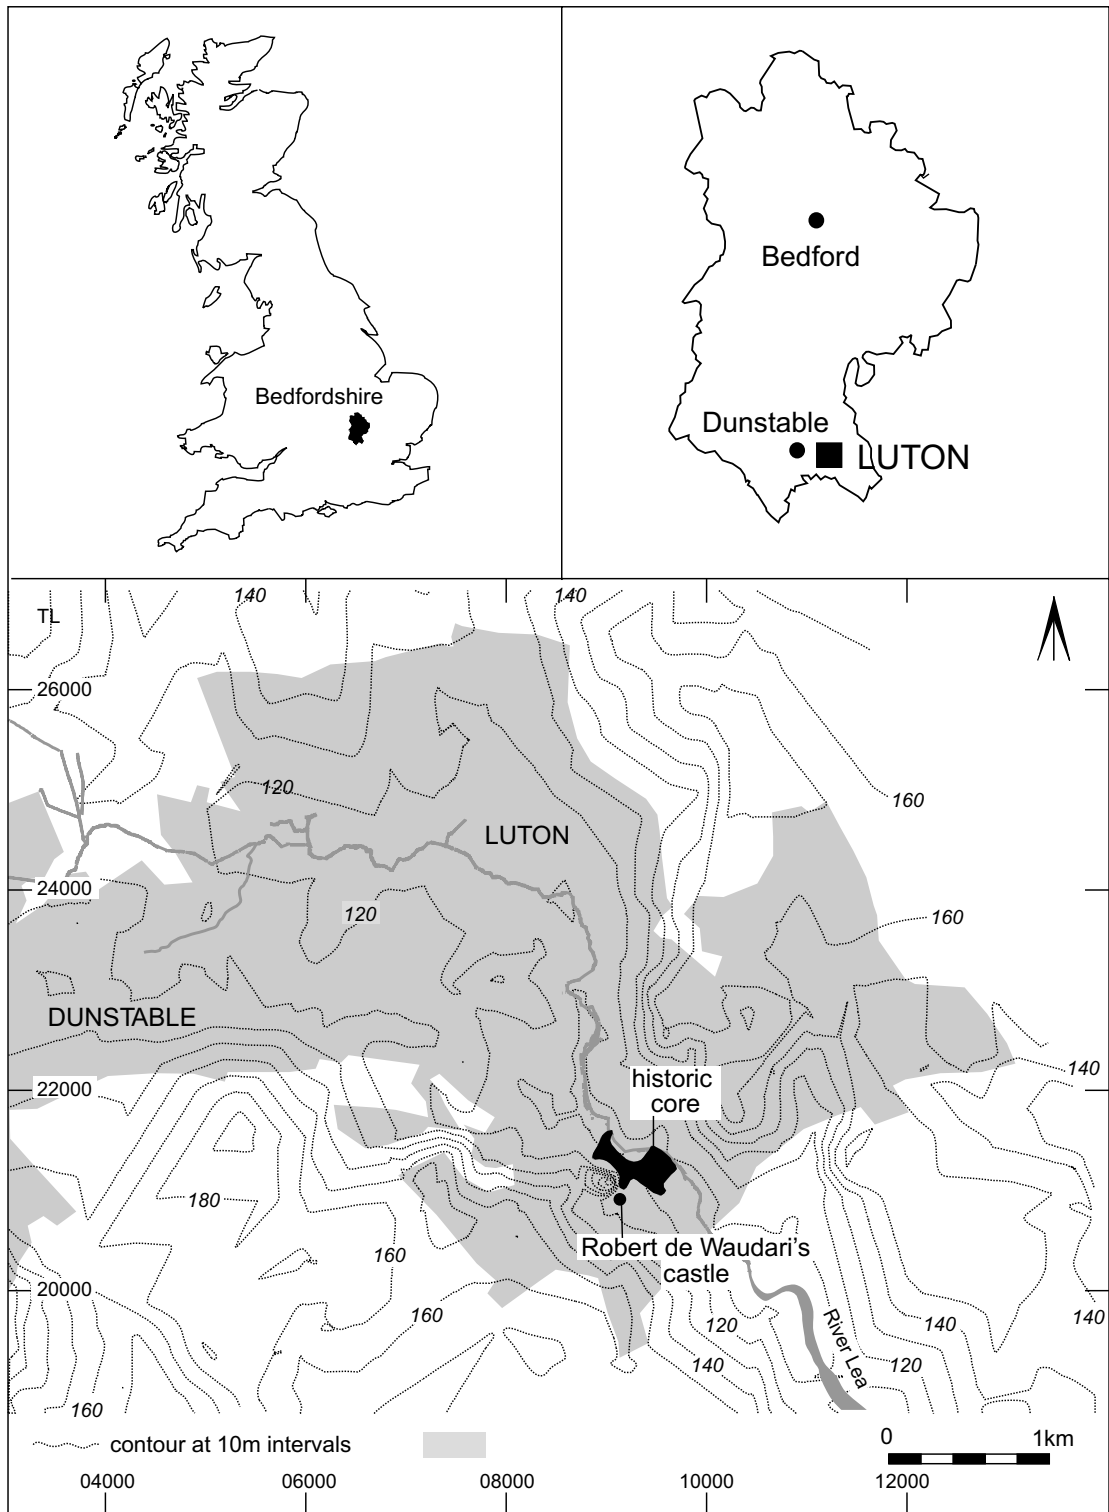 Bedfordshire
Bedford
Dunstable
LUTON
140
140
TL
26000
120
160
LUTON
24000
120
160
DUNSTABLE
22000
historic
core
140
180
Robert de Waudari's
castle
160
20000
160
120
140
140
River Lea
140
120
160
contour at 10m intervals
0
1km
04000
06000
08000
10000
12000